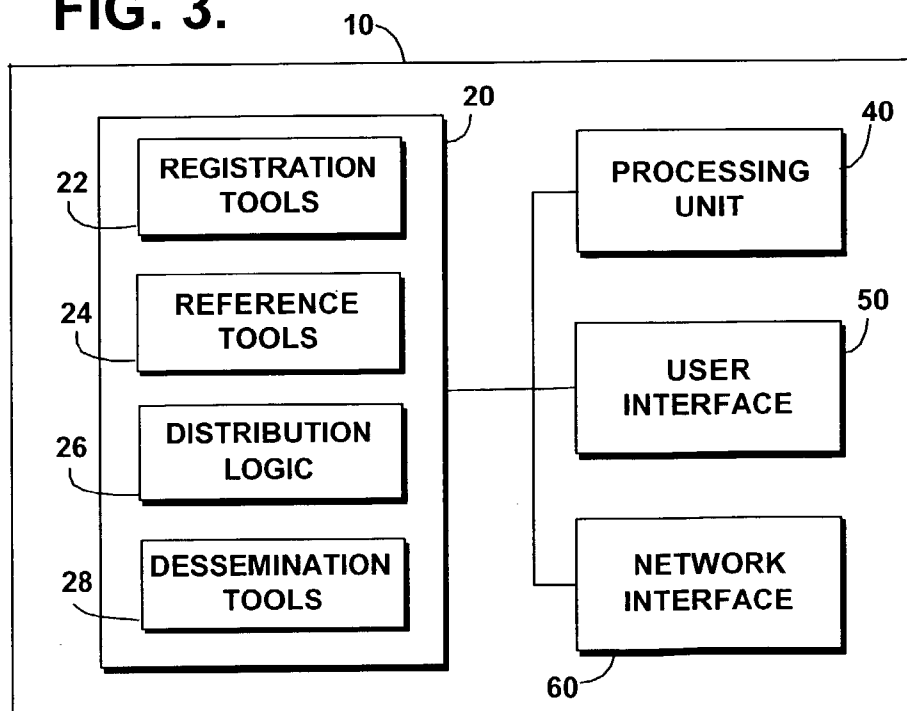 FIG. 3.
10
20
22
REGISTRATION
TOOLS
24
REFERENCE
TOOLS
26
DISTRIBUTION
LOGIC
28
DESSEMINATION
TOOLS
40
PROCESSING
UNIT
50
USER
INTERFACE
NETWORK
INTERFACE
60